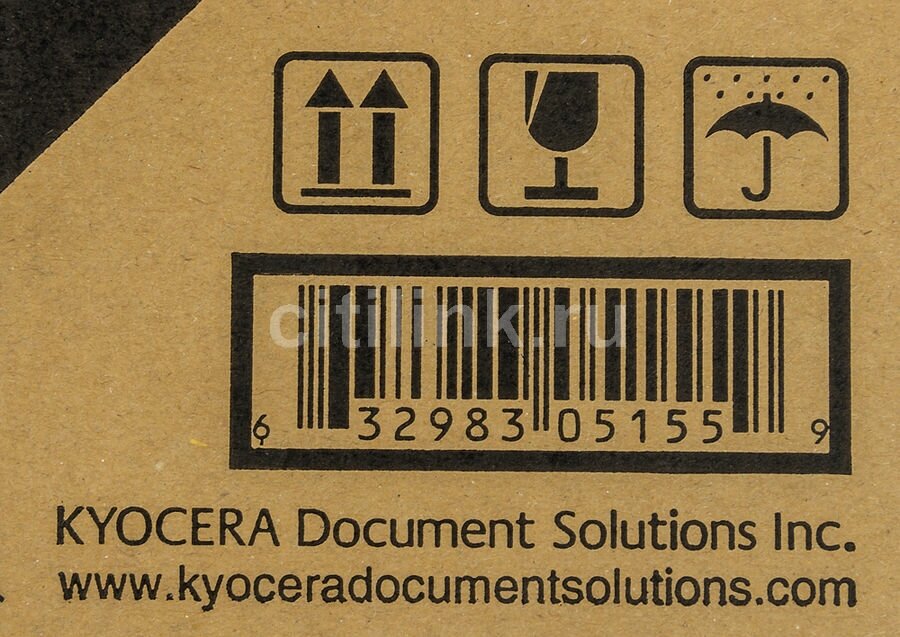 citilink.ru
6 32983 05155 9
KYOCERA Document Solutions Inc.
www.kyoceradocumentsolutions.com